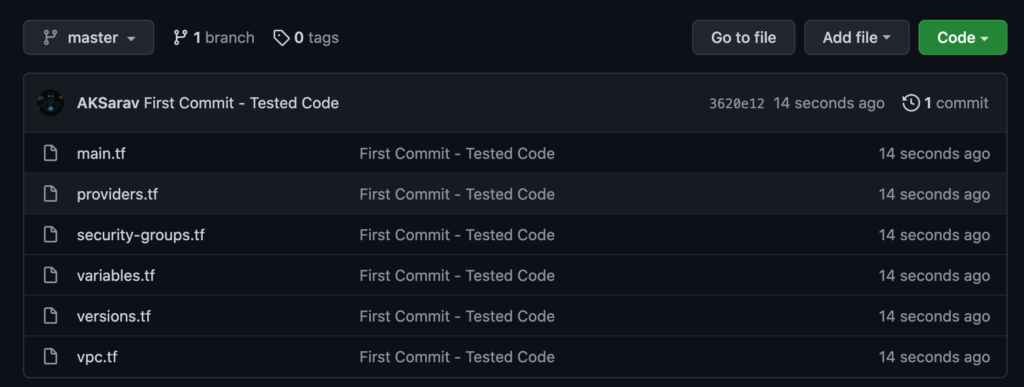 master 1 branch 0 tags Go to file Add file Code
AKSarav First Commit - Tested Code 3620e12 14 seconds ago 1 commit
main.tf First Commit - Tested Code 14 seconds ago
providers.tf First Commit - Tested Code 14 seconds ago
security-groups.tf First Commit - Tested Code 14 seconds ago
variables.tf First Commit - Tested Code 14 seconds ago
versions.tf First Commit - Tested Code 14 seconds ago
vpc.tf First Commit - Tested Code 14 seconds ago